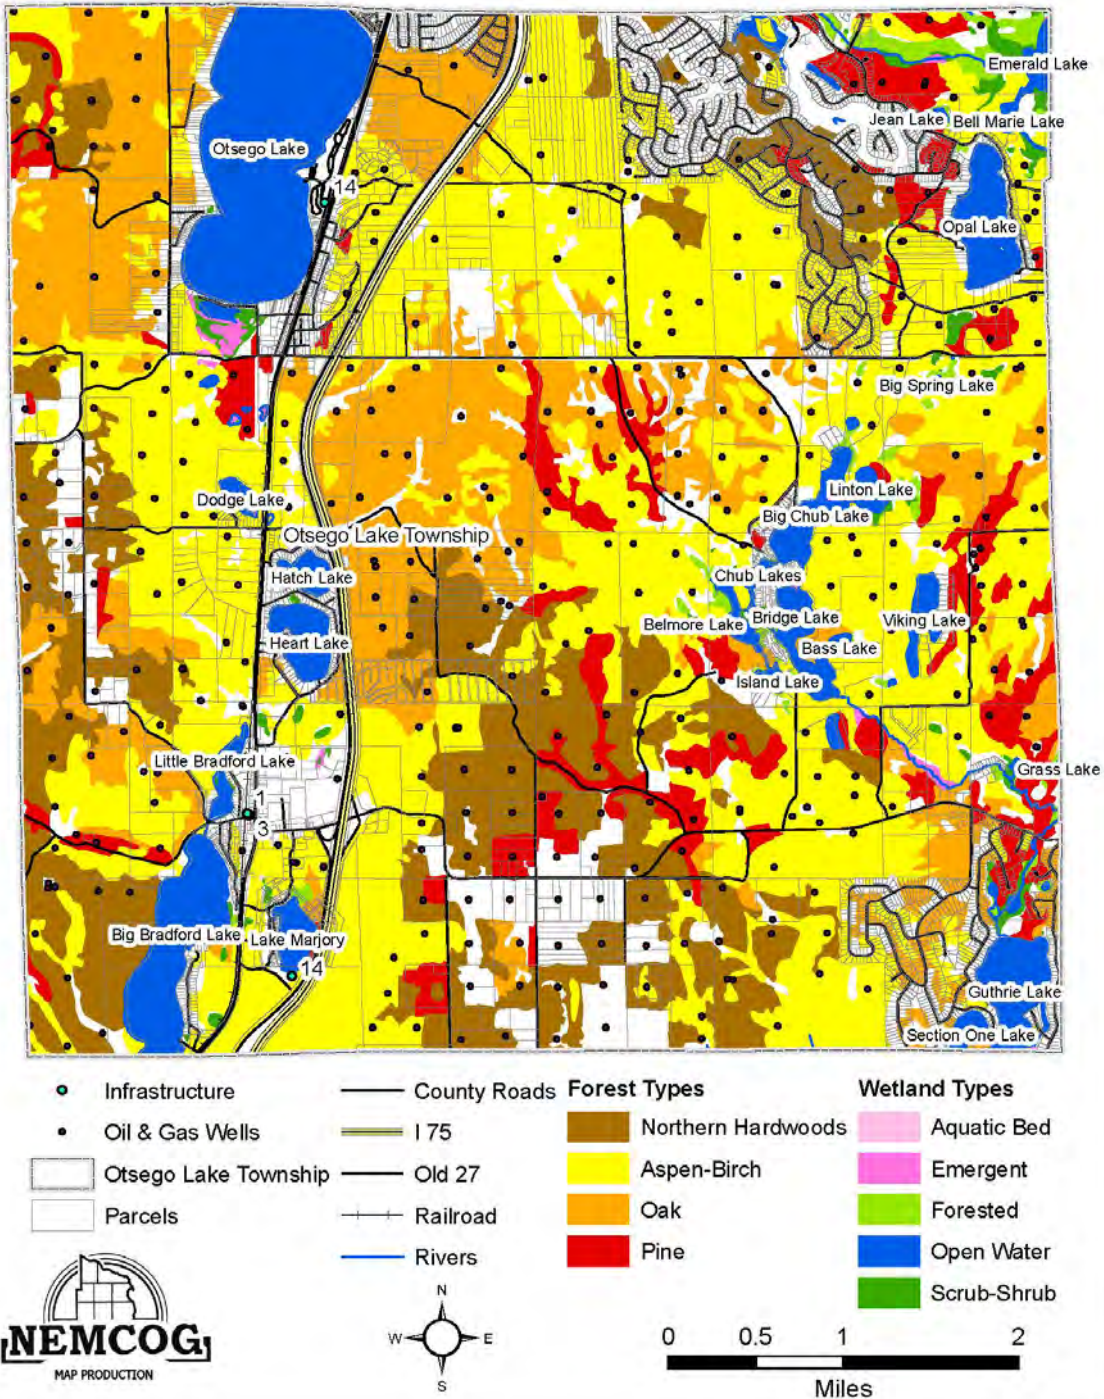 Emerald Lake
Jean Lake
Bell Marie Lake
Otsego Lake
14
Opal Lake
Big Spring Lake
Linton Lake
Dodge Lake
Big Chub Lake
Otsego Lake Township
Hatch Lake
Chub Lakes
Belmore Lake
Bridge Lake
Viking Lake
Heart Lake
Bass Lake
Island Lake
Little Bradford Lake
Grass Lake
1
3
Big Bradford Lake
Lake Marjory
14
Guthrie Lake
Section One Lake
Infrastructure
Oil & Gas Wells
Otsego Lake Township
Parcels
County Roads
I 75
Old 27
Railroad
Rivers
Forest Types
Northern Hardwoods
Aspen-Birch
Oak
Pine
Wetland Types
Aquatic Bed
Emergent
Forested
Open Water
Scrub-Shrub
NEMCOG
MAP PRODUCTION
N
W
E
S
0 0.5 1 2
Miles